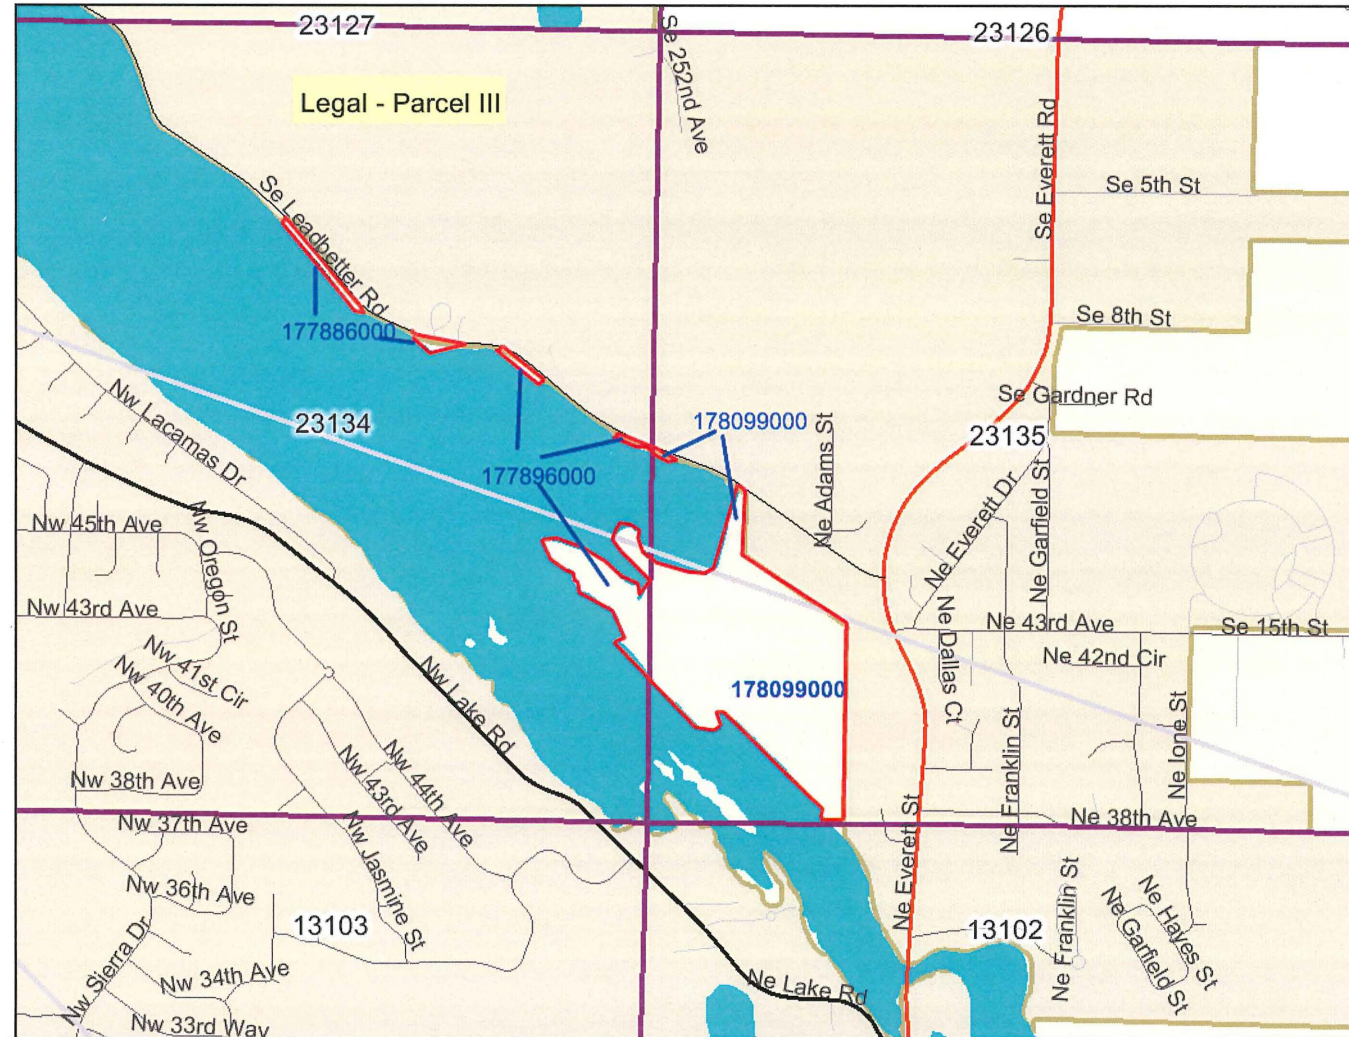 23127
Se 252nd Ave
23126
Legal - Parcel III
Se Everett Rd
Se 5th St
Se Leadbetter Rd
177886000
Se 8th St
Nw Lacamas Dr
23134
Se Gardner Rd
178099000
Ne Adams St
23135
177896000
Nw 45th Ave
Nw Oregon St
Ne Everett Dr
Ne Garfield St
Nw 43rd Ave
Ne 43rd Ave
Se 15th St
Nw 41st Cir
Nw 40th Ave
Ne Dallas Ct
Ne 42nd Cir
Nw Lake Rd
178099000
Ne Ione St
Nw 38th Ave
Nw 43rd Ave
Nw 44th Ave
Ne Franklin St
Nw 37th Ave
Nw Jasmine St
Ne Everett St
Ne 38th Ave
Nw 36th Ave
Nw Sierra Dr
13103
13102
Ne Franklin St
Ne Garfield St
Ne Hayes St
Nw 34th Ave
Ne Lake Rd
Nw 33rd Way